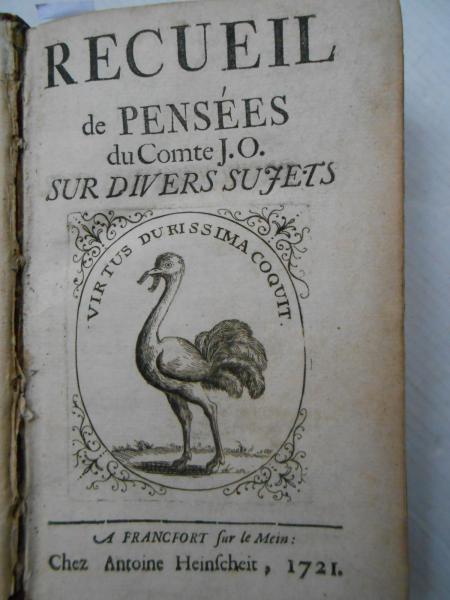 RECUEIL
de PENSÉES
du Comte J.O.
SUR DIVERS SUJETS
VIRTUS DURISSIMA COQUIT.
A FRANCFORT sur le Mein:
Chez Antoine Heinscheit, 1721.